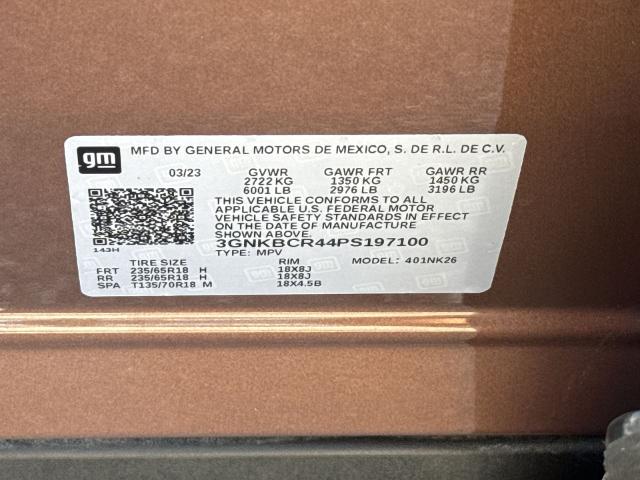 gm
MFD BY GENERAL MOTORS DE MEXICO, S. DE R.L. DE C.V.
03/23 GVWR GAWR FRT GAWR RR
2722 KG 1350 KG 1450 KG
6001 LB 2976 LB 3196 LB
THIS VEHICLE CONFORMS TO ALL
APPLICABLE U.S. FEDERAL MOTOR
VEHICLE SAFETY STANDARDS IN EFFECT
ON THE DATE OF MANUFACTURE
SHOWN ABOVE.
3GNKBCR44PS197100
143H TYPE: MPV
TIRE SIZE RIM MODEL: 401NK26
FRT 235/65R18 H 18X8J
RR 235/65R18 H 18X8J
SPA T135/70R18 M 18X4.5B